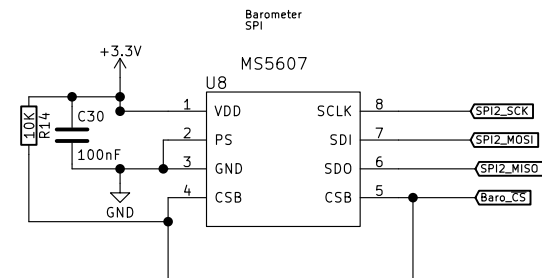 Barometer
SPI
+3.3V
MS5607
U8
10K
R14
C30
100nF
GND
1 VDD
2 PS
3 GND
4 CSB
SCLK 8
SDI 7
SDO 6
CSB 5
SPI2_SCK
SPI2_MOSI
SPI2_MISO
Baro_CS